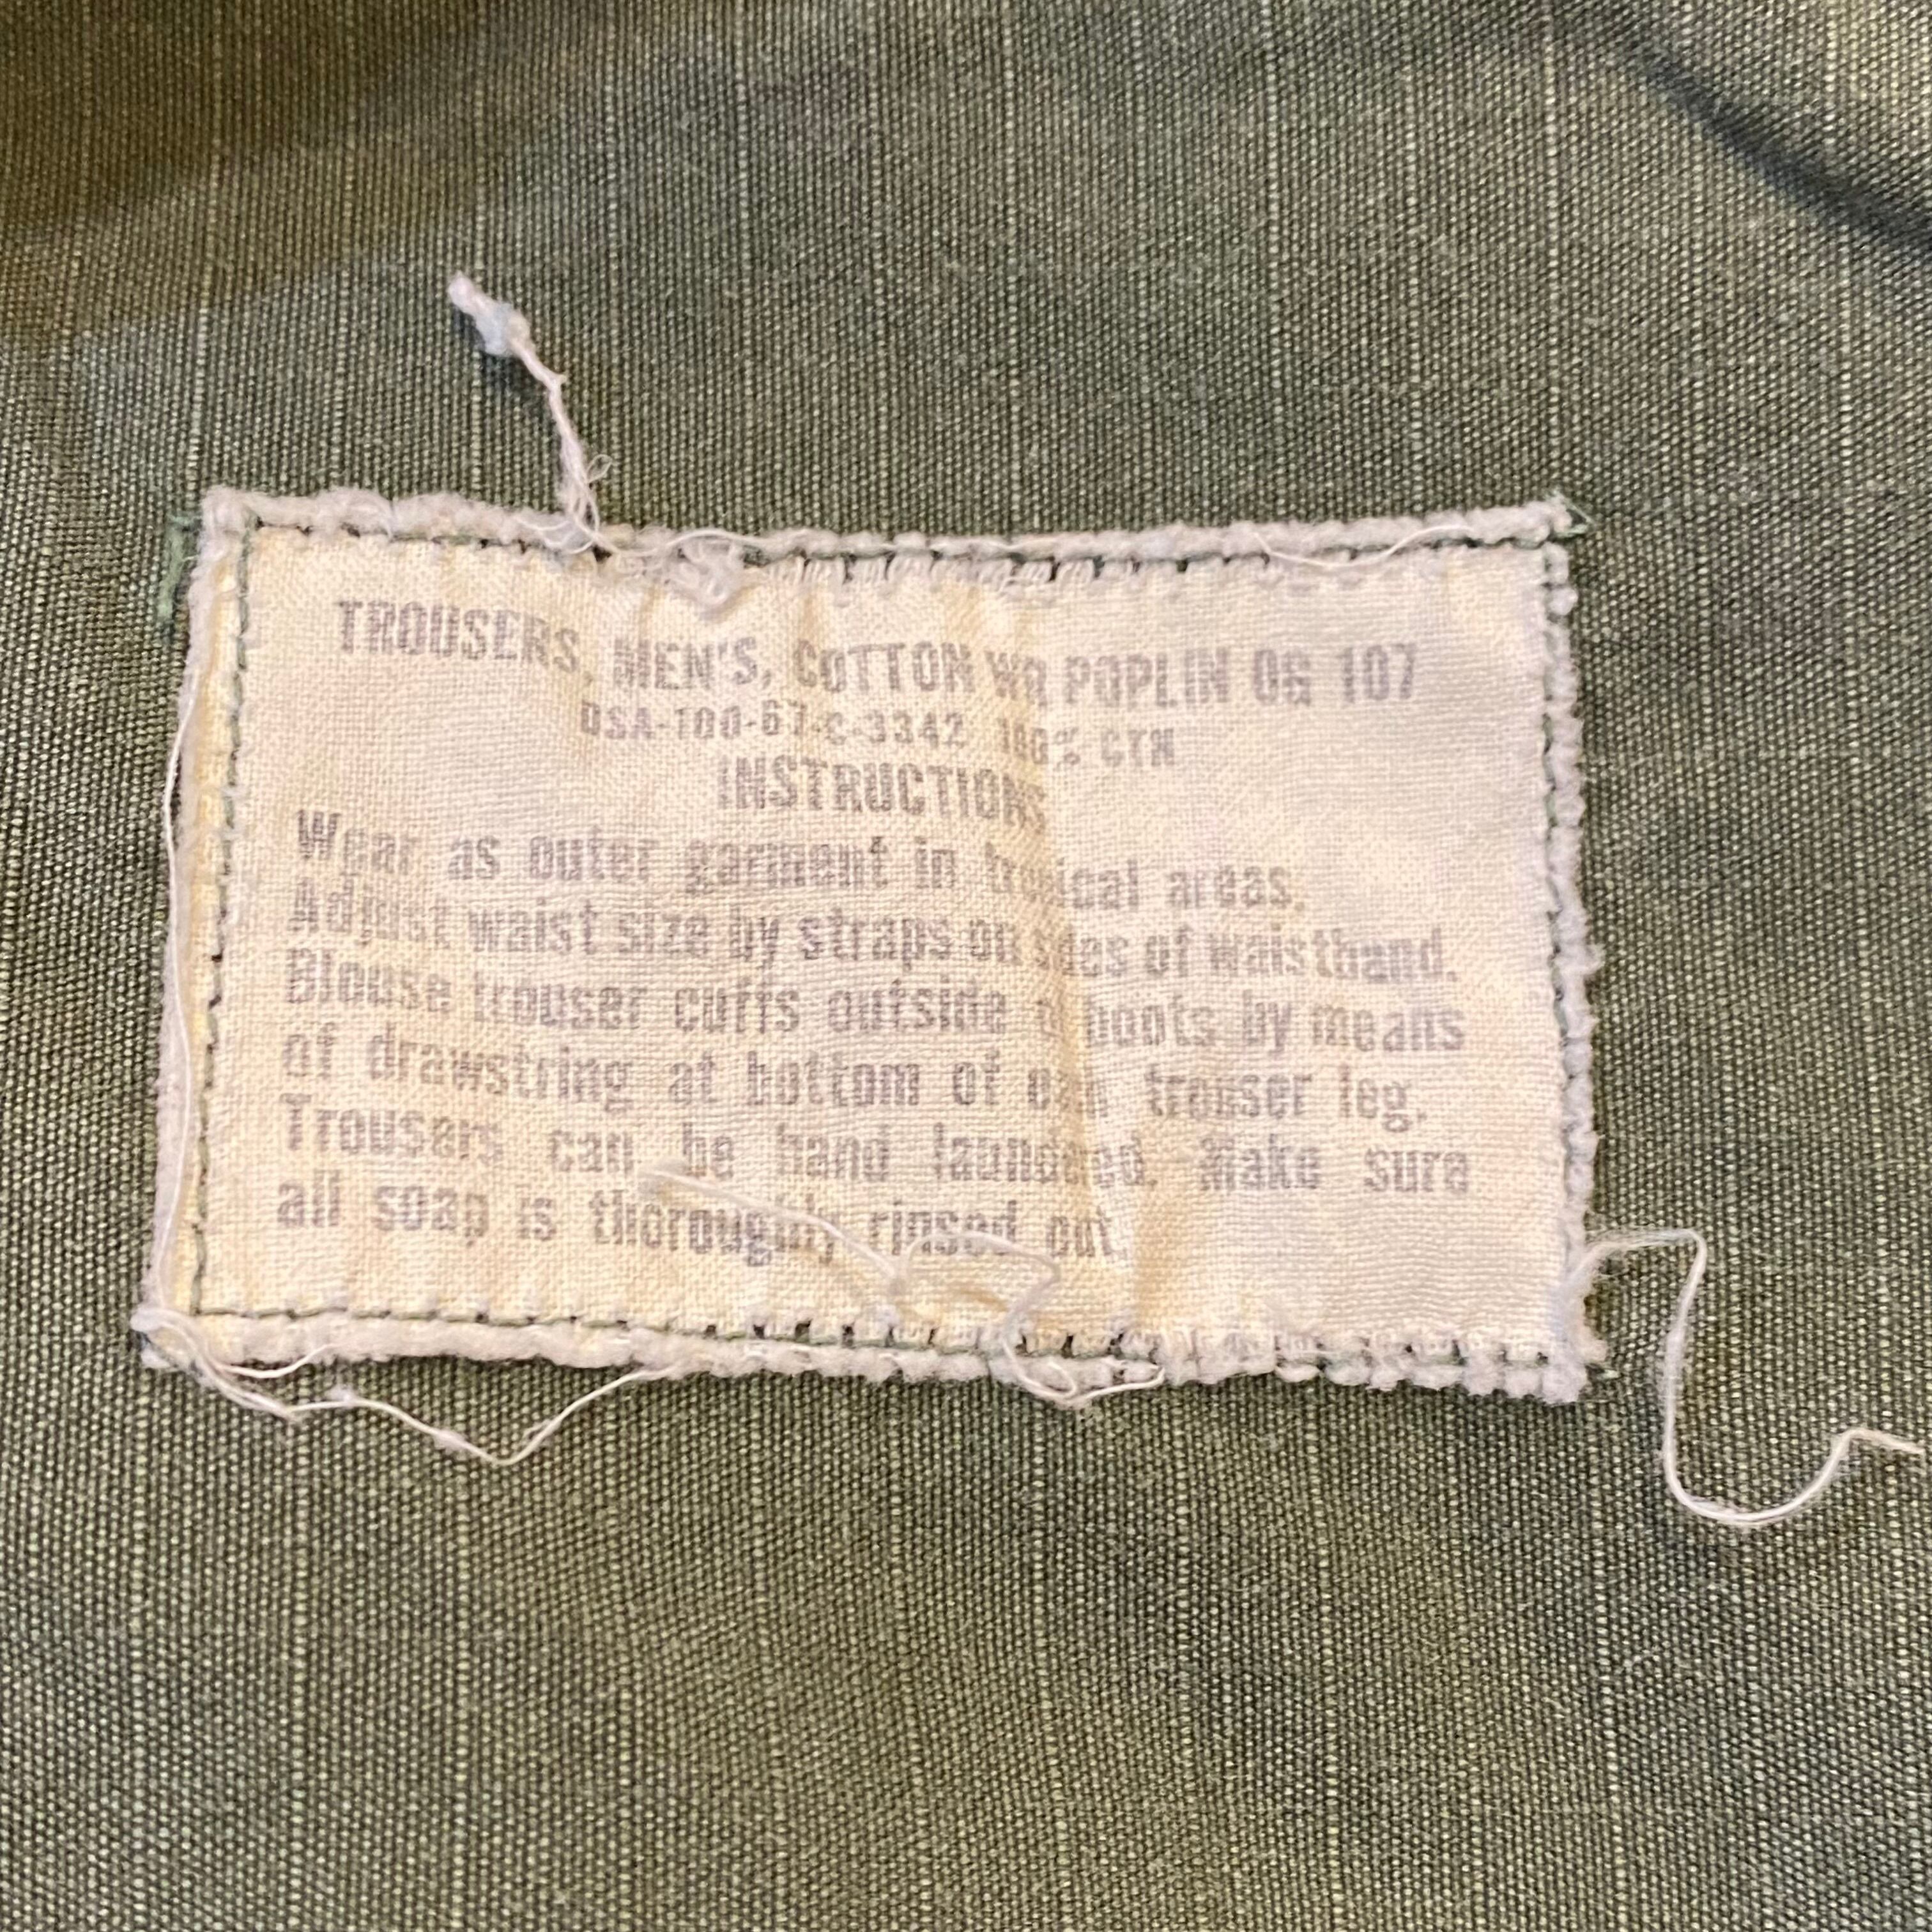 TROUSERS, MEN'S, COTTON WR POPLIN OG 107
DSA-100-67-C-3342 100% CTN
INSTRUCTIONS
Wear as outer garment in tropical areas.
Adjust waist size by straps on sides of waistband.
Blouse trouser cuffs outside boots by means
of drawstring at bottom of each trouser leg.
Trousers can be hand laundered. Make sure
all soap is thoroughly rinsed out.